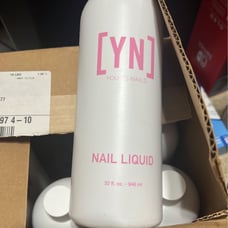 [YN]
YOUNG NAILS
NAIL LIQUID
32 fl. oz. - 946 ml
97 4-10